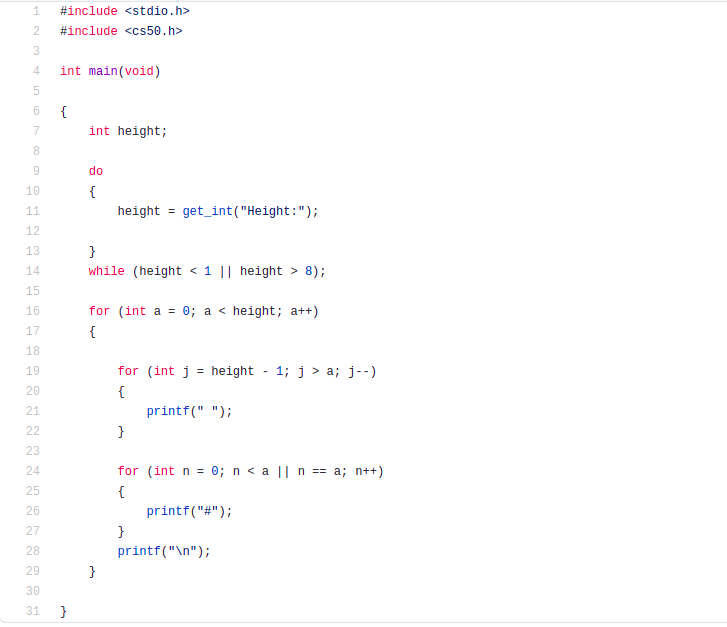 1 #include <stdio.h>
2 #include <cs50.h>
3
4 int main(void)
5
6 {
7     int height;
8
9     do
10     {
11         height = get_int("Height:");
12
13     }
14     while (height < 1 || height > 8);
15
16     for (int a = 0; a < height; a++)
17     {
18
19         for (int j = height - 1; j > a; j--)
20         {
21             printf(" ");
22         }
23
24         for (int n = 0; n < a || n == a; n++)
25         {
26             printf("#");
27         }
28         printf("\n");
29     }
30
31 }